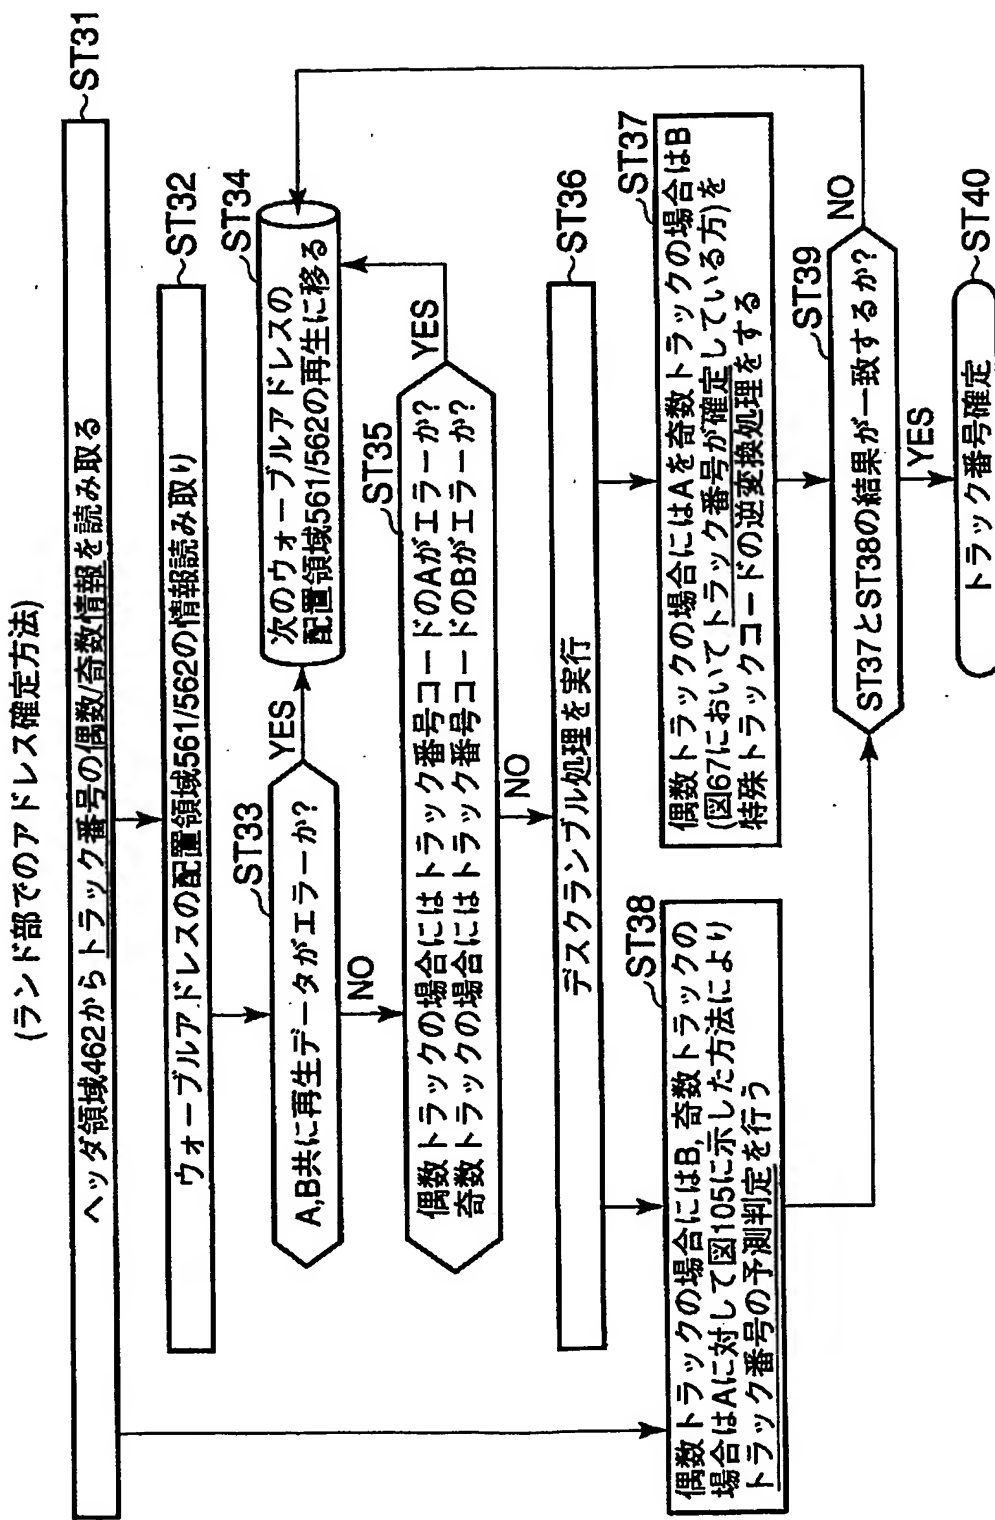 (ランド部でのアドレス確定方法)
ヘッダ領域462からトラック番号の偶数/奇数情報を読み取る
ST31
ウォーブルアドレスの配置領域561/562の情報読み取り
ST32
A,B共に再生データがエラーか?
ST33
YES
NO
次のウォーブルアドレスの
配置領域561/562の再生に移る
ST34
偶数トラックの場合にはトラック番号コードのAがエラーか?
奇数トラックの場合にはトラック番号コードのBがエラーか?
ST35
YES
NO
デスクランブル処理を実行
ST36
偶数トラックの場合にはAを奇数トラックの場合はB
(図67においてトラック番号が確定している方)を
特殊トラックコードの逆変換処理をする
ST37
偶数トラックの場合にはB,奇数トラックの
場合はAに対して図105に示した方法により
トラック番号の予測判定を行う
ST38
ST37とST38の結果が一致するか?
ST39
NO
YES
トラック番号確定
ST40